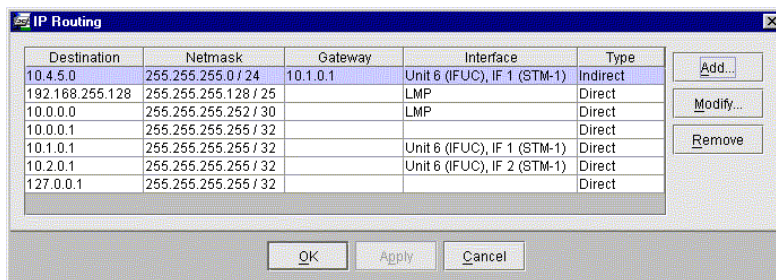 IP Routing
Destination Netmask Gateway Interface Type
10.4.5.0 255.255.255.0 / 24 10.1.0.1 Unit 6 (IFUC), IF 1 (STM-1) Indirect
192.168.255.128 255.255.255.128 / 25 LMP Direct
10.0.0.0 255.255.255.252 / 30 LMP Direct
10.0.0.1 255.255.255.255 / 32 Direct
10.1.0.1 255.255.255.255 / 32 Unit 6 (IFUC), IF 1 (STM-1) Direct
10.2.0.1 255.255.255.255 / 32 Unit 6 (IFUC), IF 2 (STM-1) Direct
127.0.0.1 255.255.255.255 / 32 Direct
Add...
Modify...
Remove
OK Apply Cancel